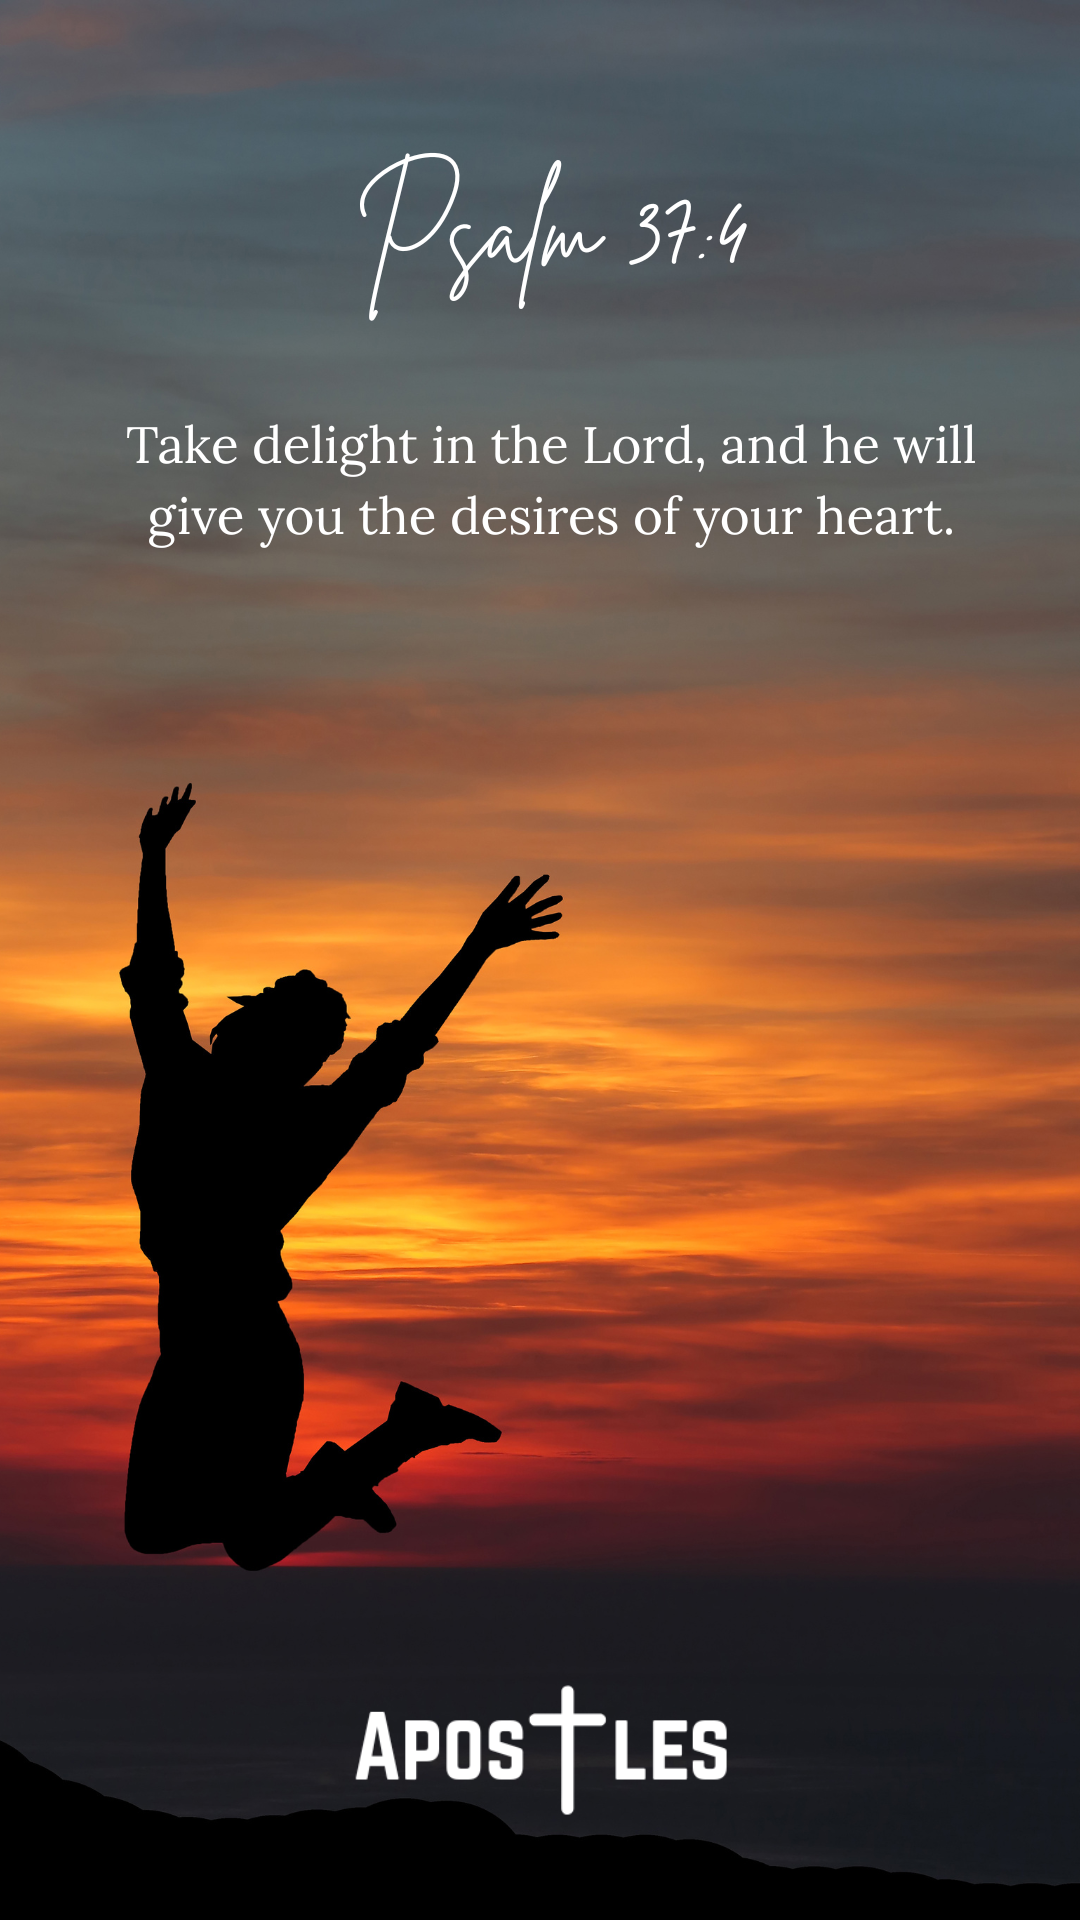 Psalm 37:4
Take delight in the Lord, and he will
give you the desires of your heart.
APOSTLES